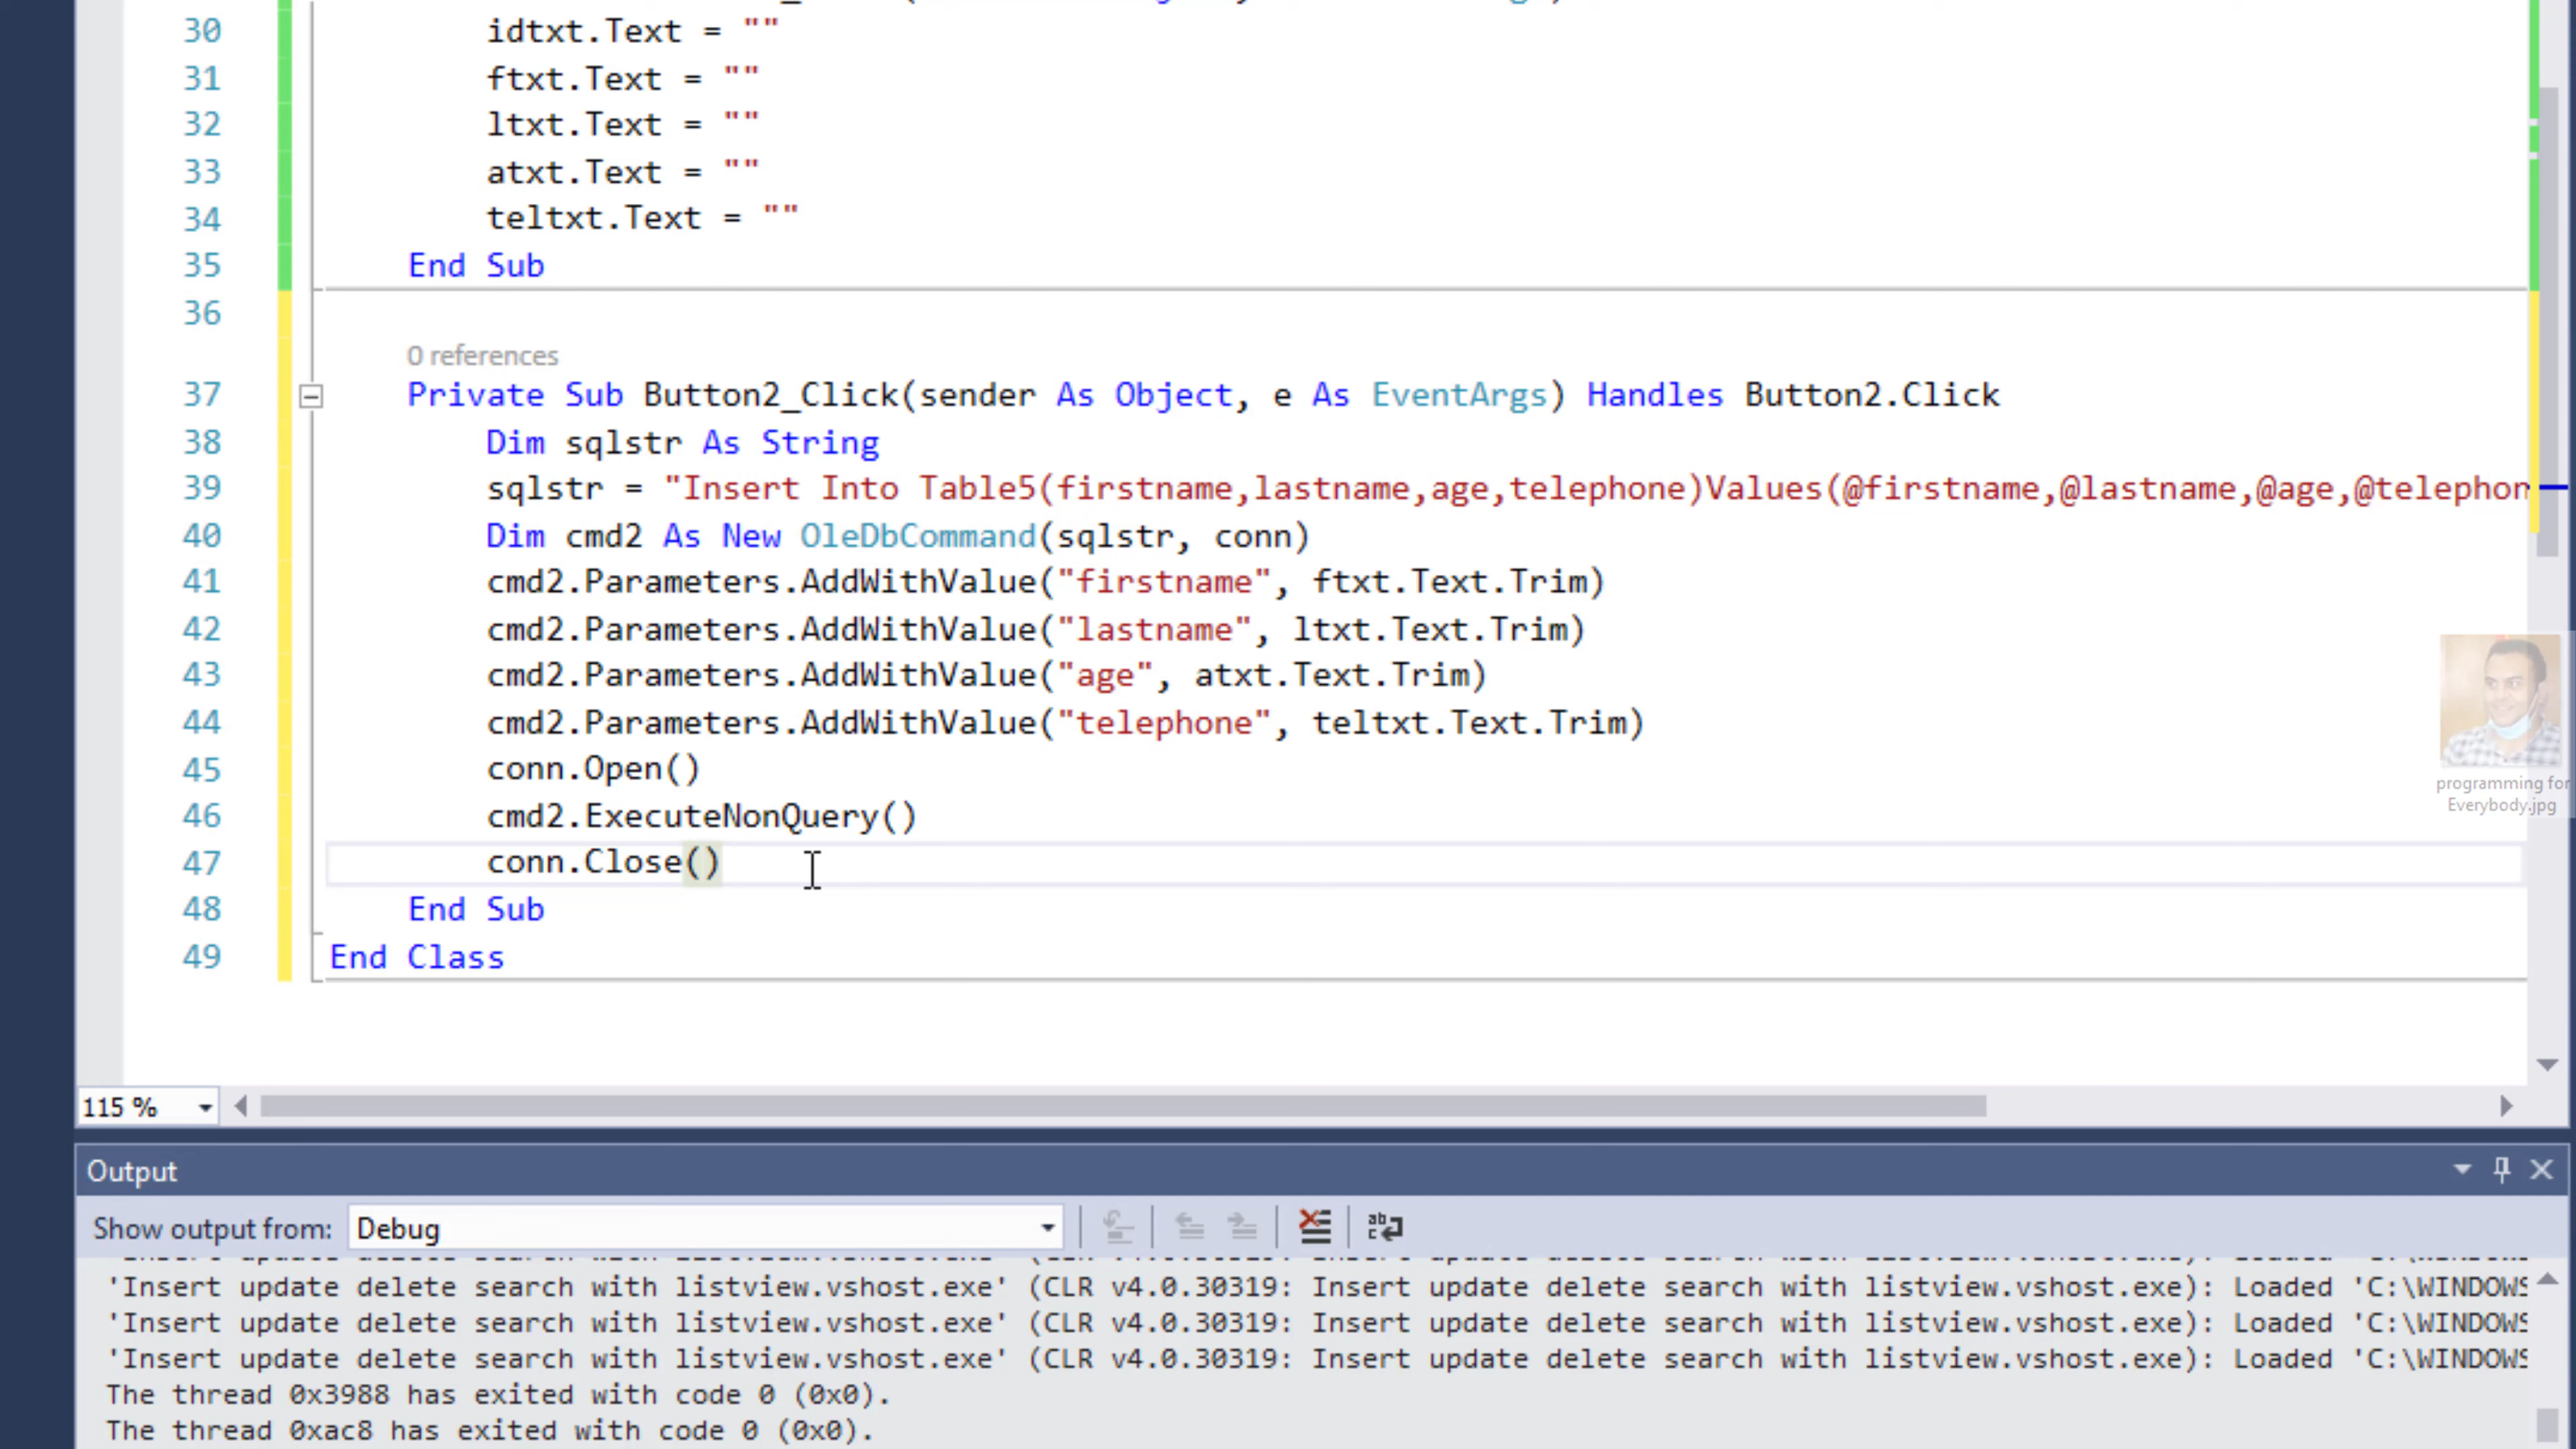 30 idtxt.Text = ""
31 ftxt.Text = ""
32 ltxt.Text = ""
33 atxt.Text = ""
34 teltxt.Text = ""
35 End Sub
36
0 references
37 Private Sub Button2_Click(sender As Object, e As EventArgs) Handles Button2.Click
38 Dim sqlstr As String
39 sqlstr = "Insert Into Table5(firstname,lastname,age,telephone)Values(@firstname,@lastname,@age,@telephon
40 Dim cmd2 As New OleDbCommand(sqlstr, conn)
41 cmd2.Parameters.AddWithValue("firstname", ftxt.Text.Trim)
42 cmd2.Parameters.AddWithValue("lastname", ltxt.Text.Trim)
43 cmd2.Parameters.AddWithValue("age", atxt.Text.Trim)
44 cmd2.Parameters.AddWithValue("telephone", teltxt.Text.Trim)
45 conn.Open()
46 cmd2.ExecuteNonQuery()
47 conn.Close()
48 End Sub
49 End Class
programming for
Everybody.jpg
115 %
Output
Show output from: Debug
'Insert update delete search with listview.vshost.exe' (CLR v4.0.30319: Insert update delete search with listview.vshost.exe): Loaded 'C:\WINDOWS
'Insert update delete search with listview.vshost.exe' (CLR v4.0.30319: Insert update delete search with listview.vshost.exe): Loaded 'C:\WINDOWS
'Insert update delete search with listview.vshost.exe' (CLR v4.0.30319: Insert update delete search with listview.vshost.exe): Loaded 'C:\WINDOWS
The thread 0x3988 has exited with code 0 (0x0).
The thread 0xac8 has exited with code 0 (0x0).